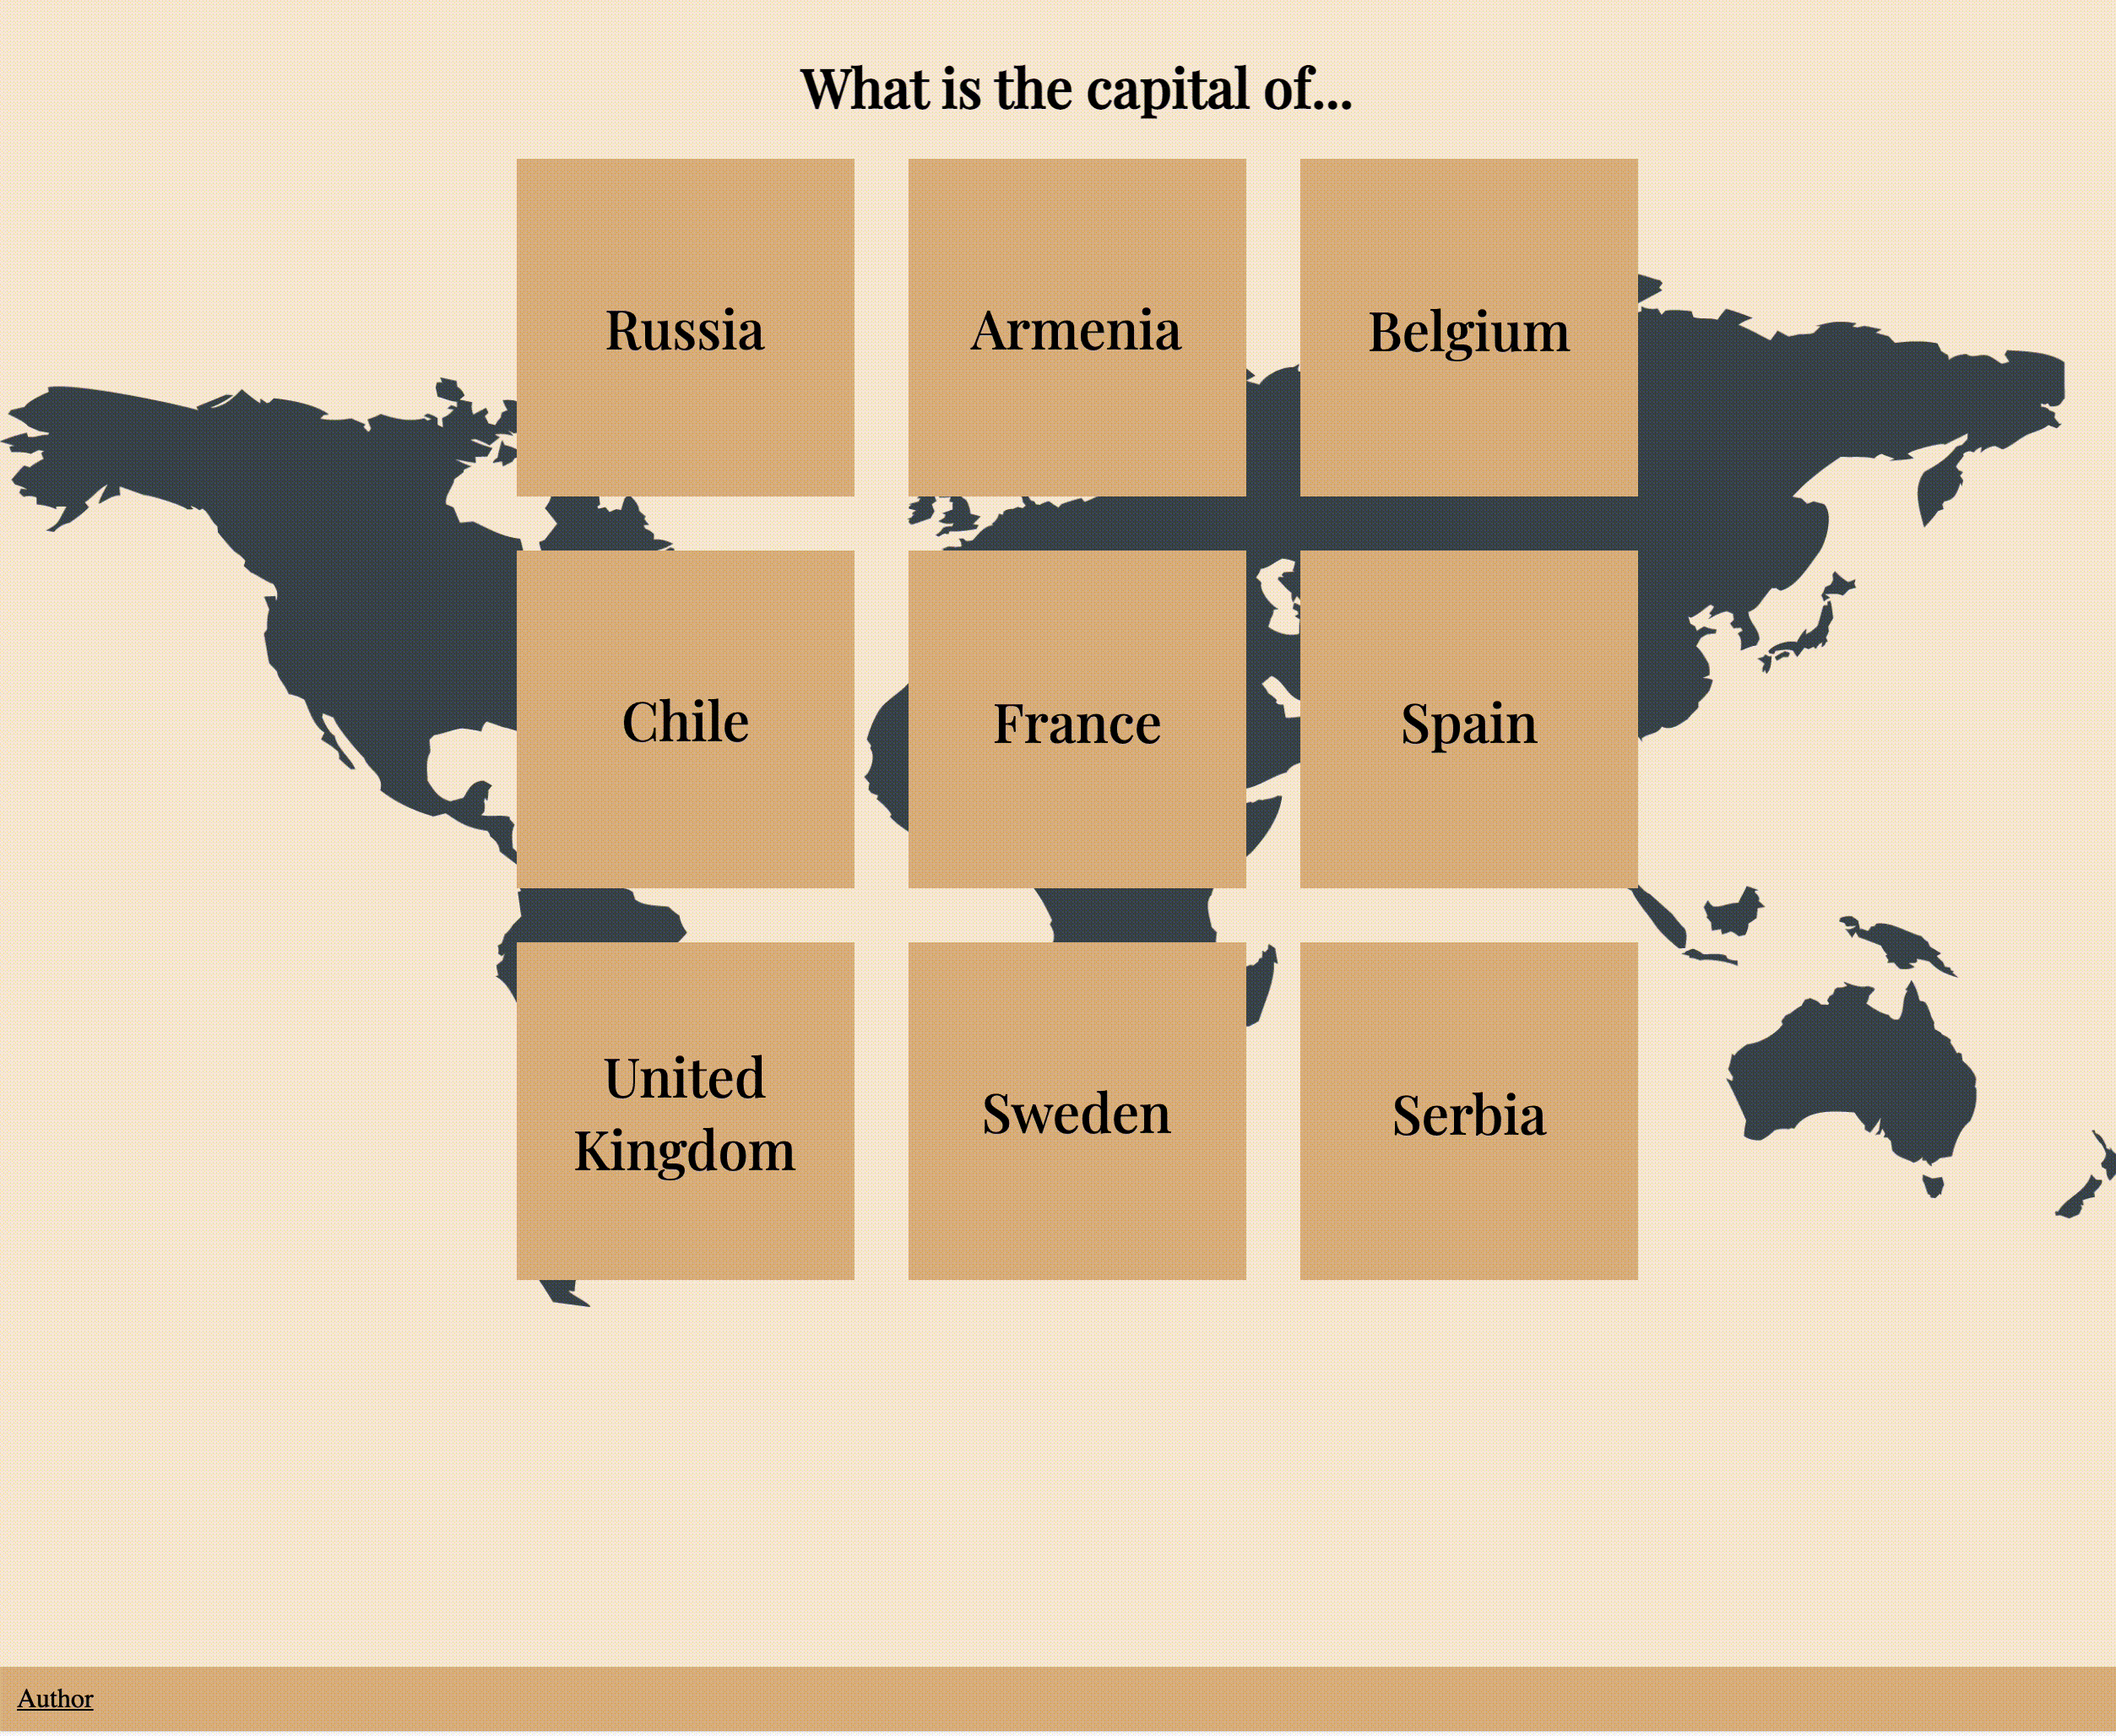 What is the capital of...
Russia
Armenia
Belgium
Chile
France
Spain
United
Kingdom
Sweden
Serbia
Author